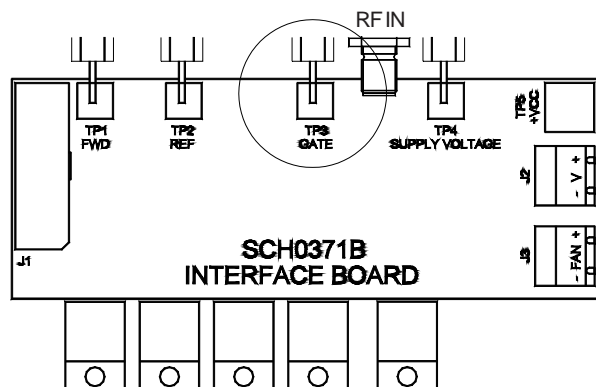 RF IN
TP1
FWD
TP2
REF
TP3
GATE
TP4
SUPPLY VOLTAGE
TP5
+VCC
J2
- V +
J3
- FAN +
J1
SCH0371B
INTERFACE BOARD